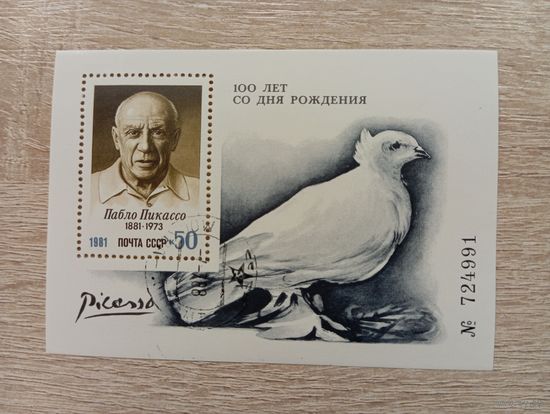 100 ЛЕТ
СО ДНЯ РОЖДЕНИЯ
Пабло Пикассо
1881-1973
1981 ПОЧТА СССР к50
Picasso
№ 724991